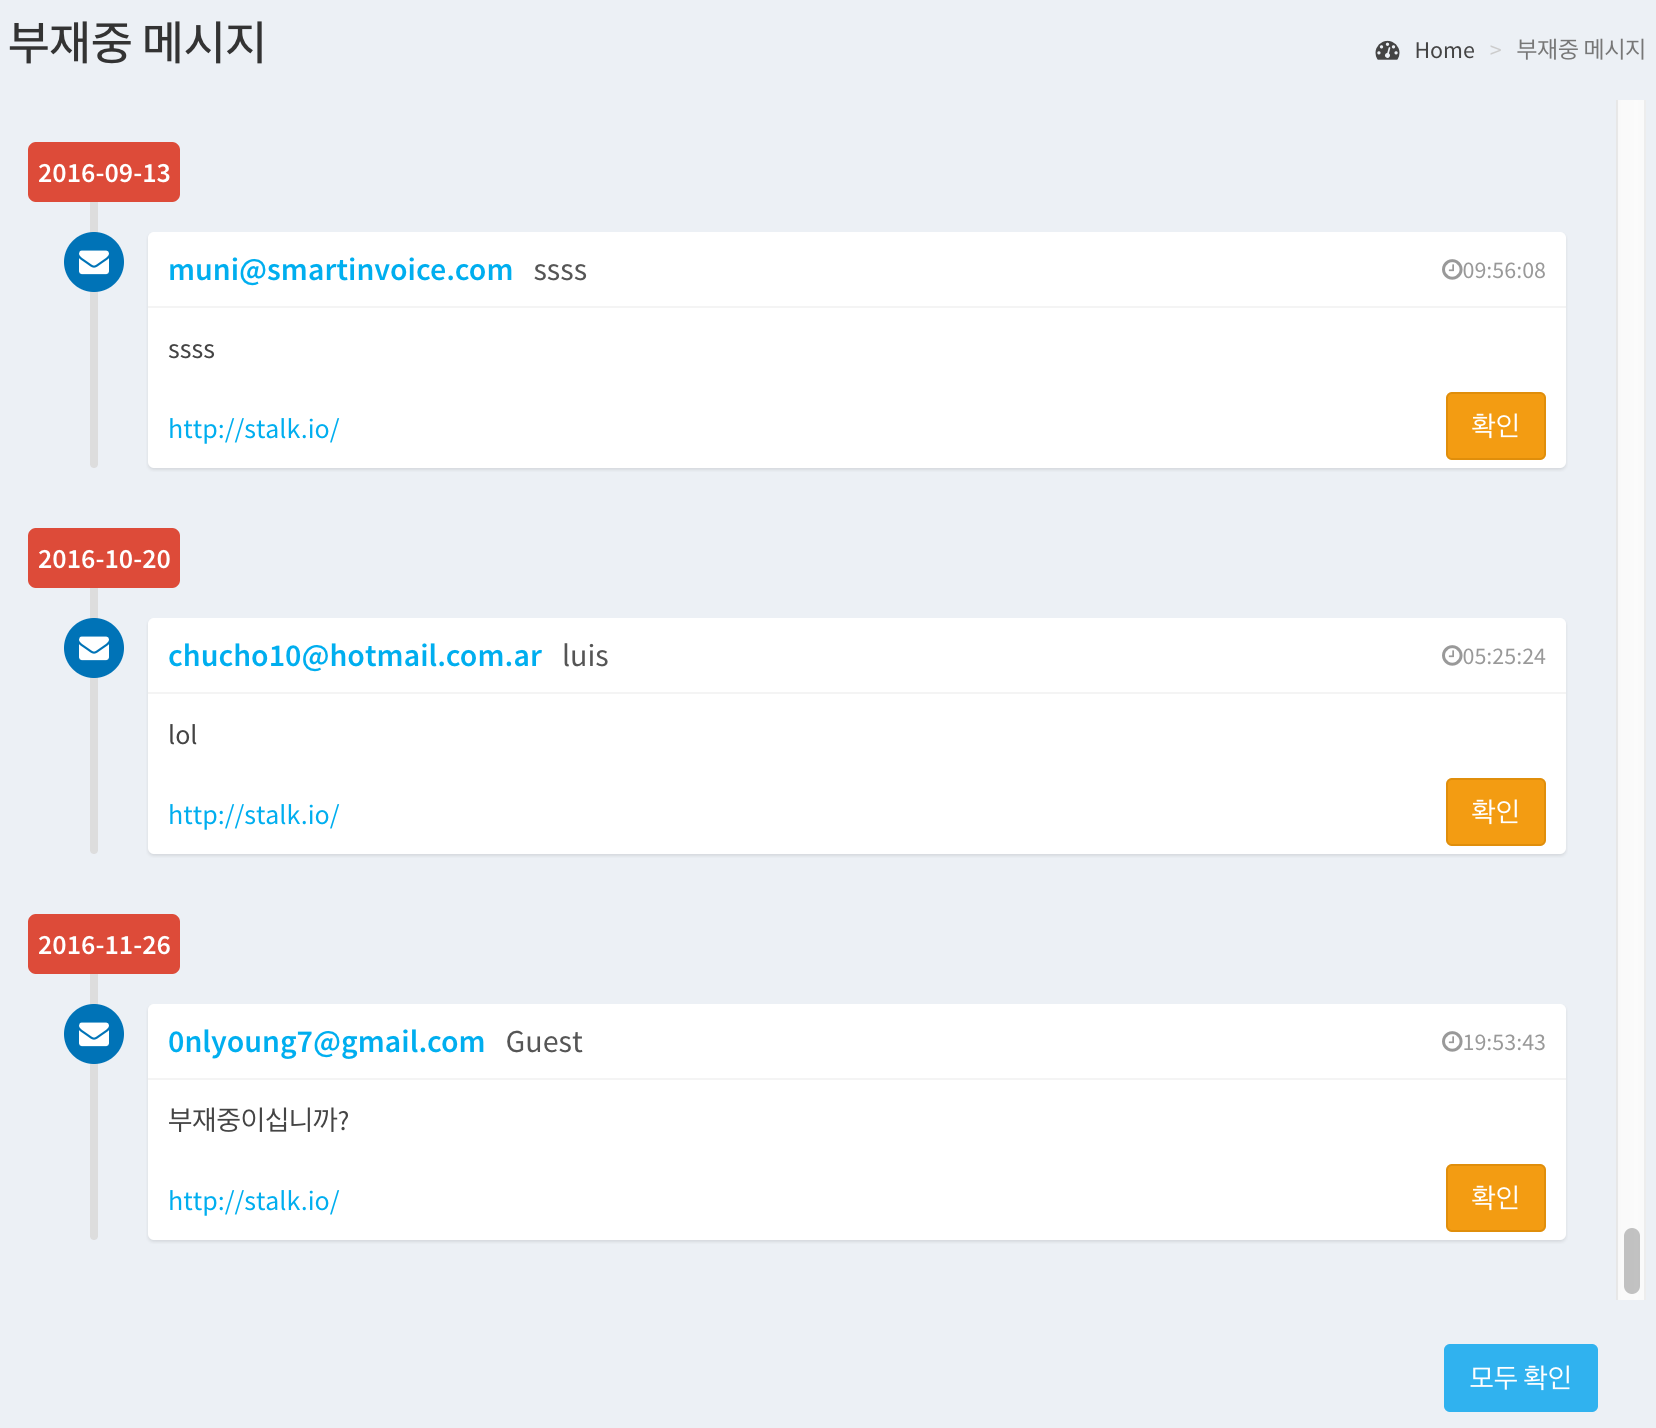 부재중 메시지
Home > 부재중 메시지
2016-09-13
muni@smartinvoice.com ssss 09:56:08
ssss
http://stalk.io/ 확인
2016-10-20
chucho10@hotmail.com.ar luis 05:25:24
lol
http://stalk.io/ 확인
2016-11-26
0nlyoung7@gmail.com Guest 19:53:43
부재중이십니까?
http://stalk.io/ 확인
모두 확인